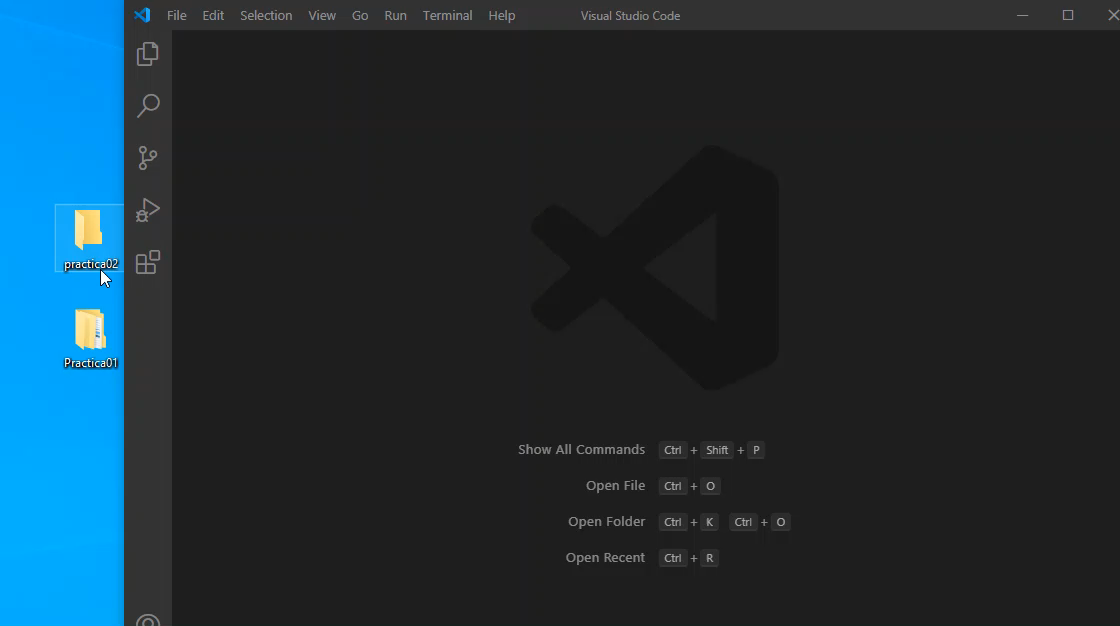 File Edit Selection View Go Run Terminal Help Visual Studio Code
practica02
Practica01
Show All Commands Ctrl + Shift + P
Open File Ctrl + O
Open Folder Ctrl + K Ctrl + O
Open Recent Ctrl + R